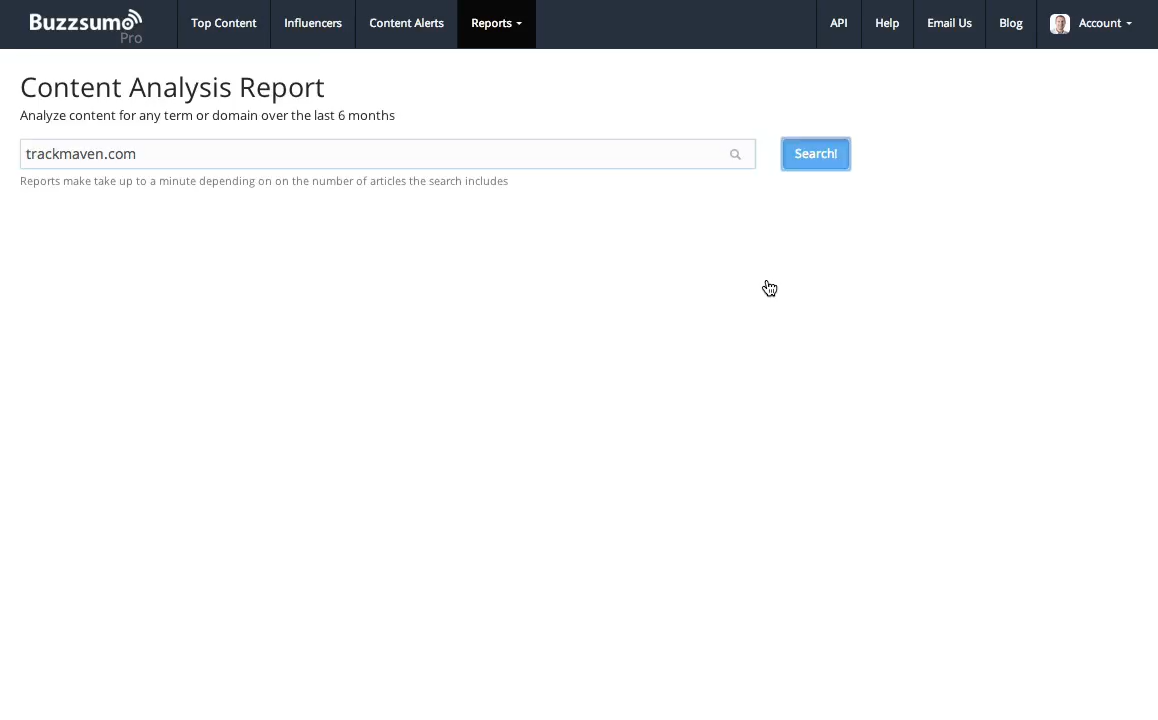 Buzzsumo Pro
Top Content Influencers Content Alerts Reports API Help Email Us Blog Account
Content Analysis Report
Analyze content for any term or domain over the last 6 months
trackmaven.com Search!
Reports make take up to a minute depending on on the number of articles the search includes